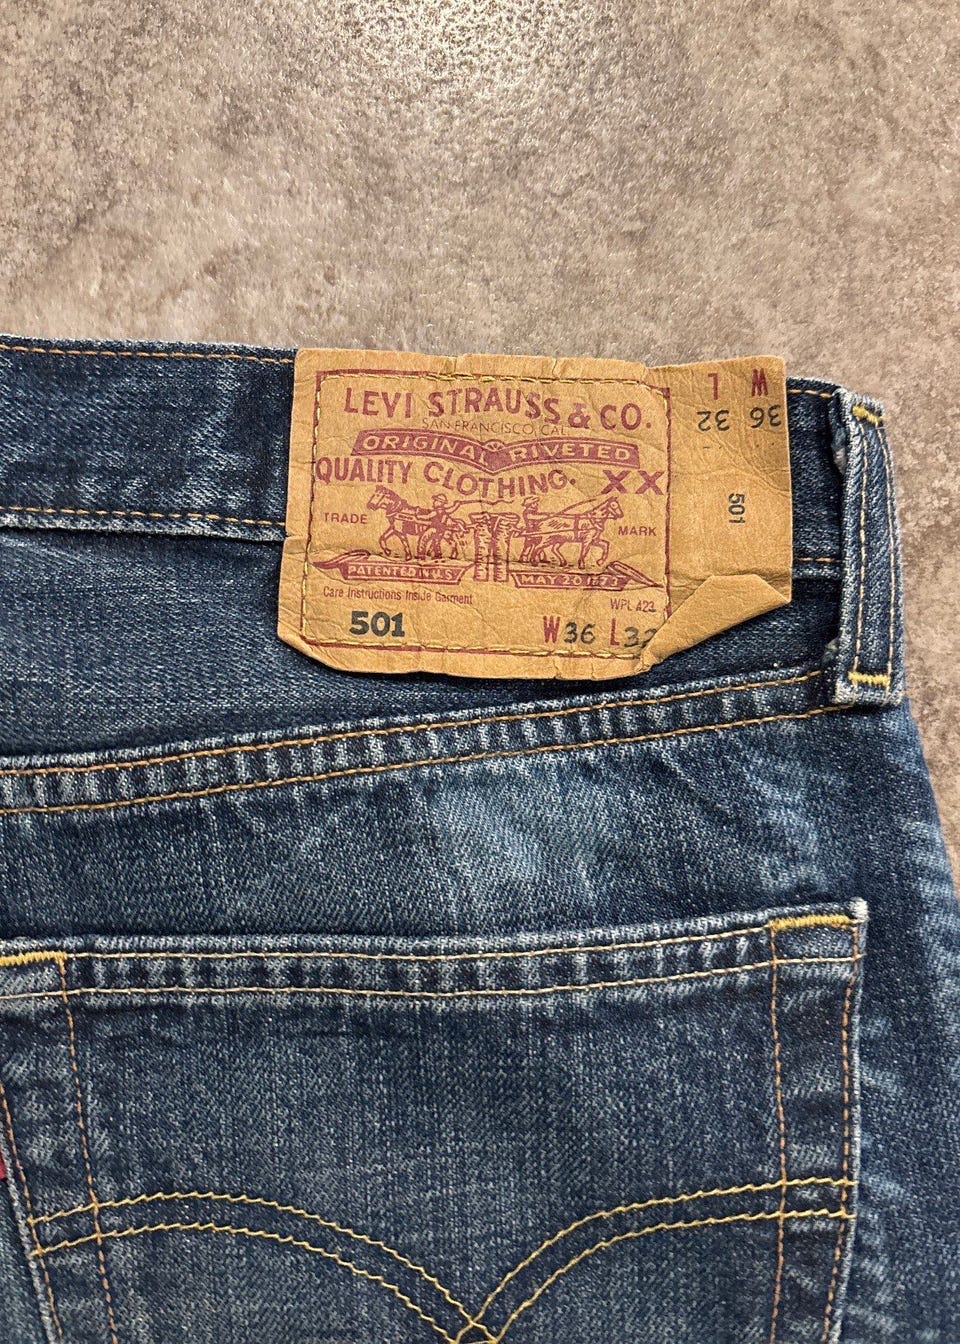 LEVI STRAUSS & CO.
SAN FRANCISCO, CAL
ORIGINAL RIVETED
QUALITY CLOTHING. XX
TRADE MARK
PATENTED IN U.S. MAY 20 1873
Care Instructions Inside Garment
WPL 423
501 W36 L32
W 36
L 32
501